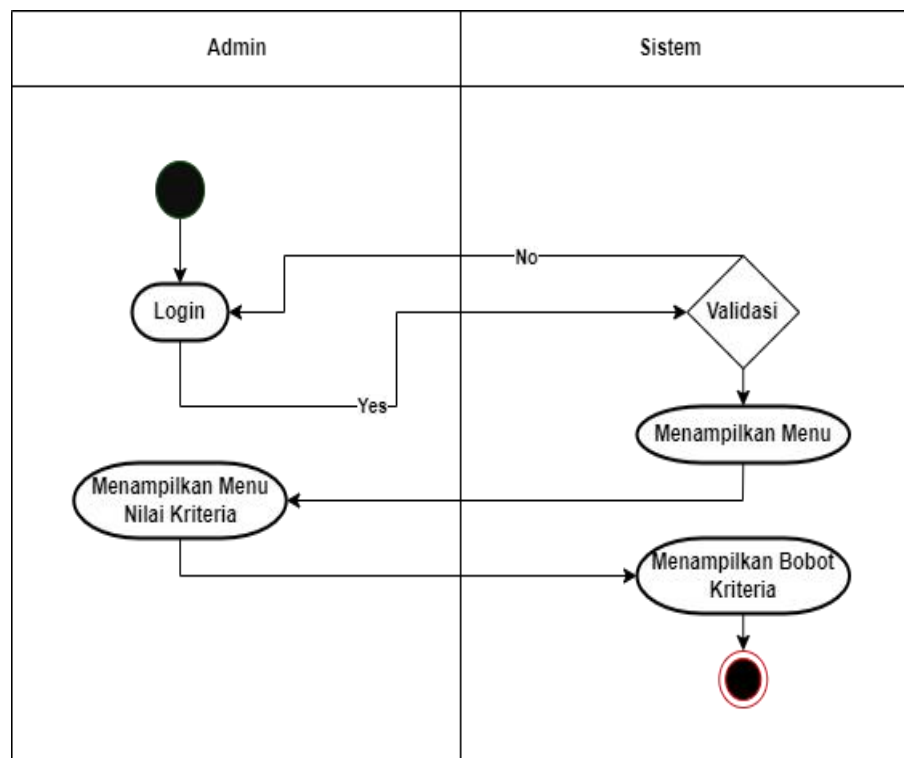 Admin
Sistem
No
Login
Validasi
Yes
Menampilkan Menu
Menampilkan Menu
Nilai Kriteria
Menampilkan Bobot
Kriteria